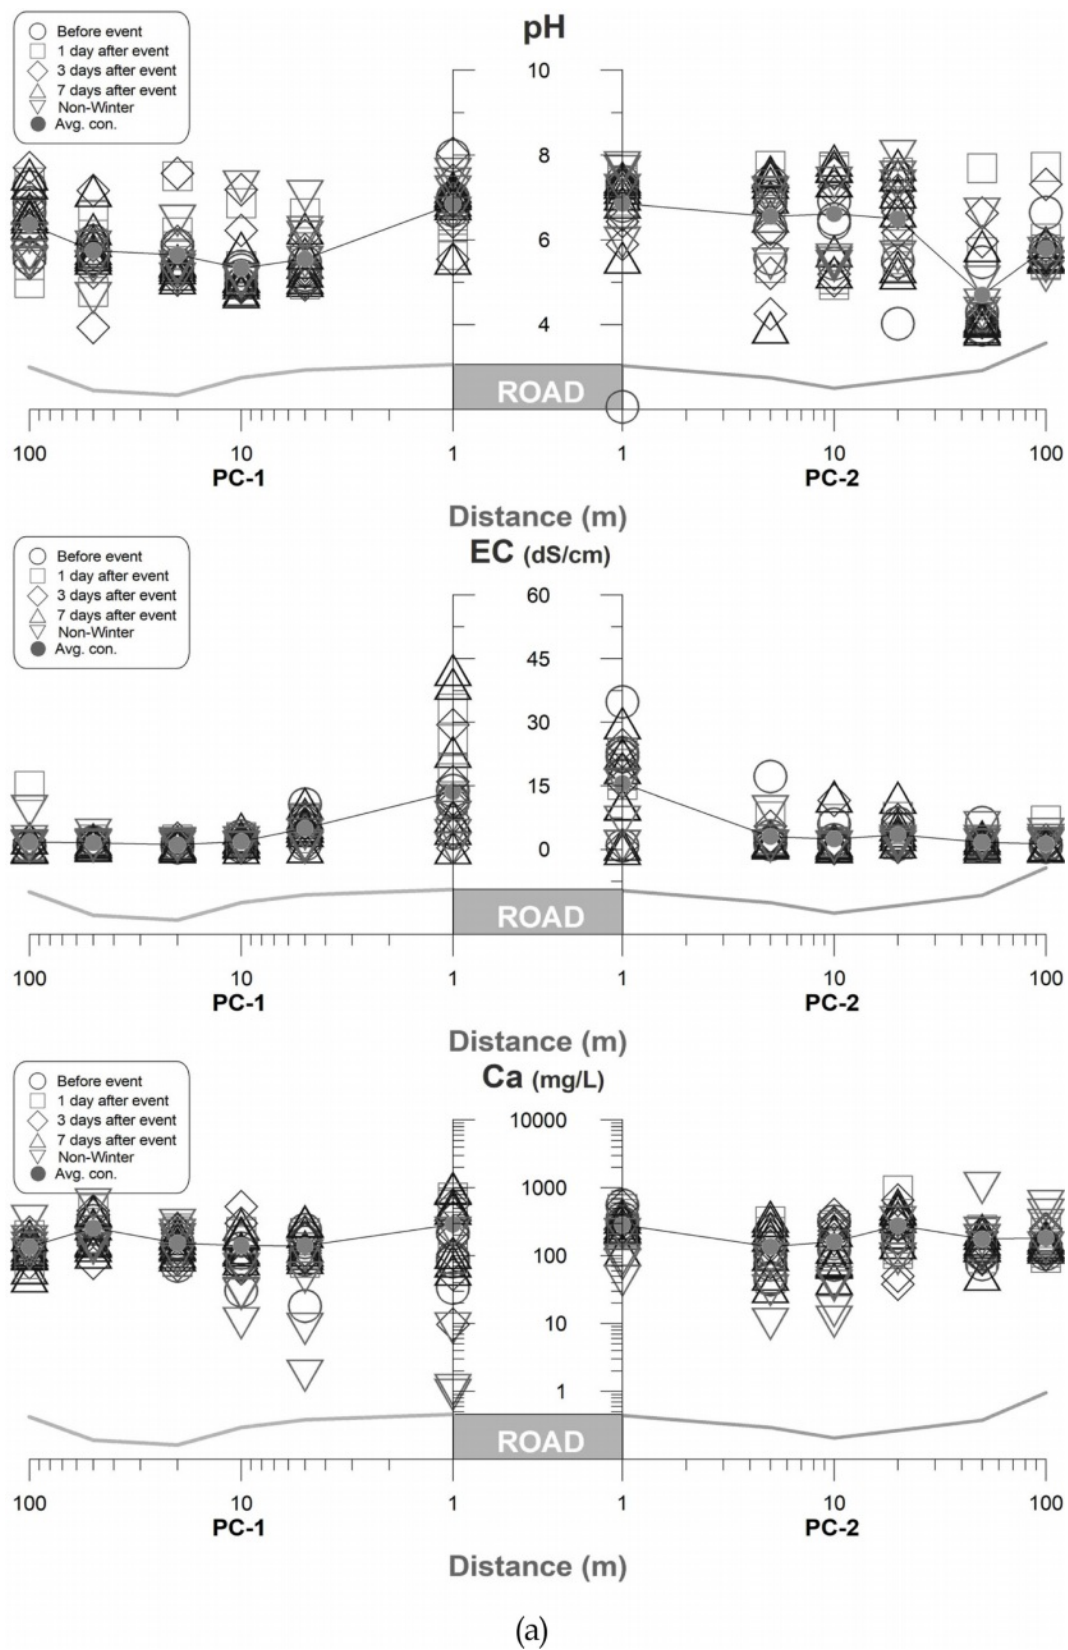 pH
Before event
1 day after event
3 days after event
7 days after event
Non-Winter
Avg. con.
10 10
8 8
6 6
4 4
ROAD
100 10 1 1 10 100
PC-1 PC-2
Distance (m)
EC (dS/cm)
Before event
1 day after event
3 days after event
7 days after event
Non-Winter
Avg. con.
60
45
30
15
0
ROAD
100 10 1 1 10 100
PC-1 PC-2
Distance (m)
Ca (mg/L)
Before event
1 day after event
3 days after event
7 days after event
Non-Winter
Avg. con.
10000
1000
100
10
1
ROAD
100 10 1 1 10 100
PC-1 PC-2
Distance (m)
(a)